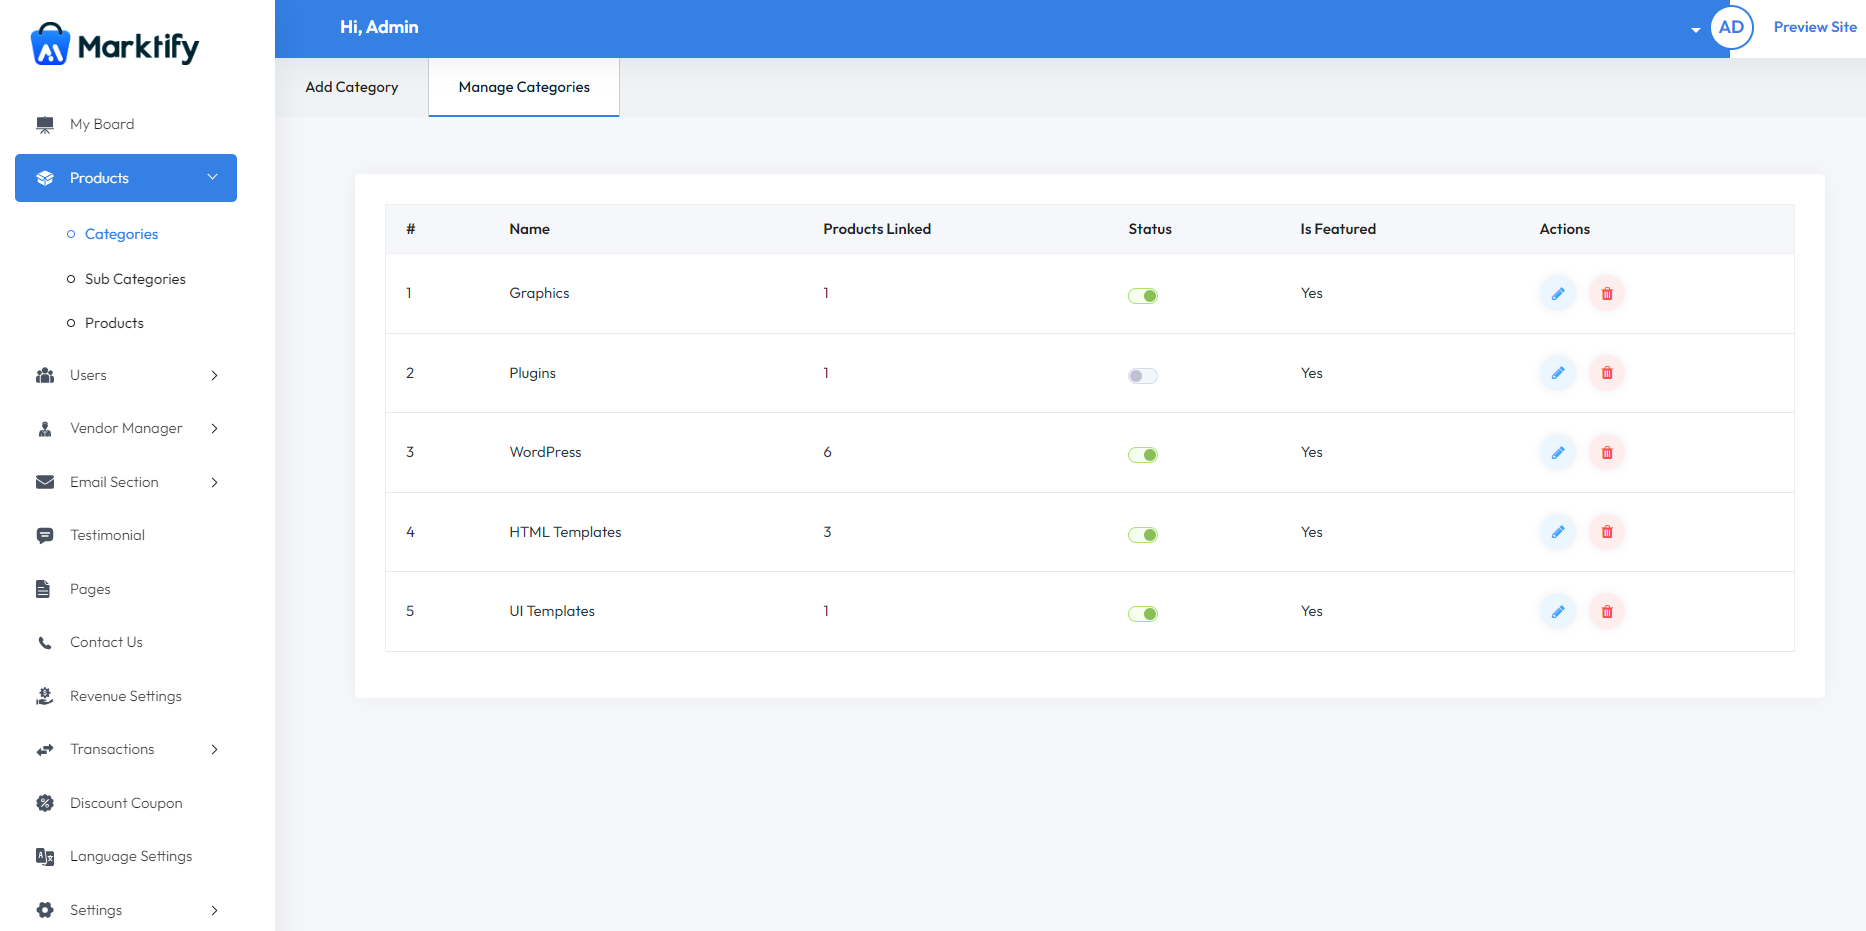 Marktify
Hi, Admin
AD
Preview Site
Add Category
Manage Categories
My Board
Products
Categories
Sub Categories
Products
Users
Vendor Manager
Email Section
Testimonial
Pages
Contact Us
Revenue Settings
Transactions
Discount Coupon
Language Settings
Settings
# Name Products Linked Status Is Featured Actions
1 Graphics 1 Yes
2 Plugins 1 Yes
3 WordPress 6 Yes
4 HTML Templates 3 Yes
5 UI Templates 1 Yes